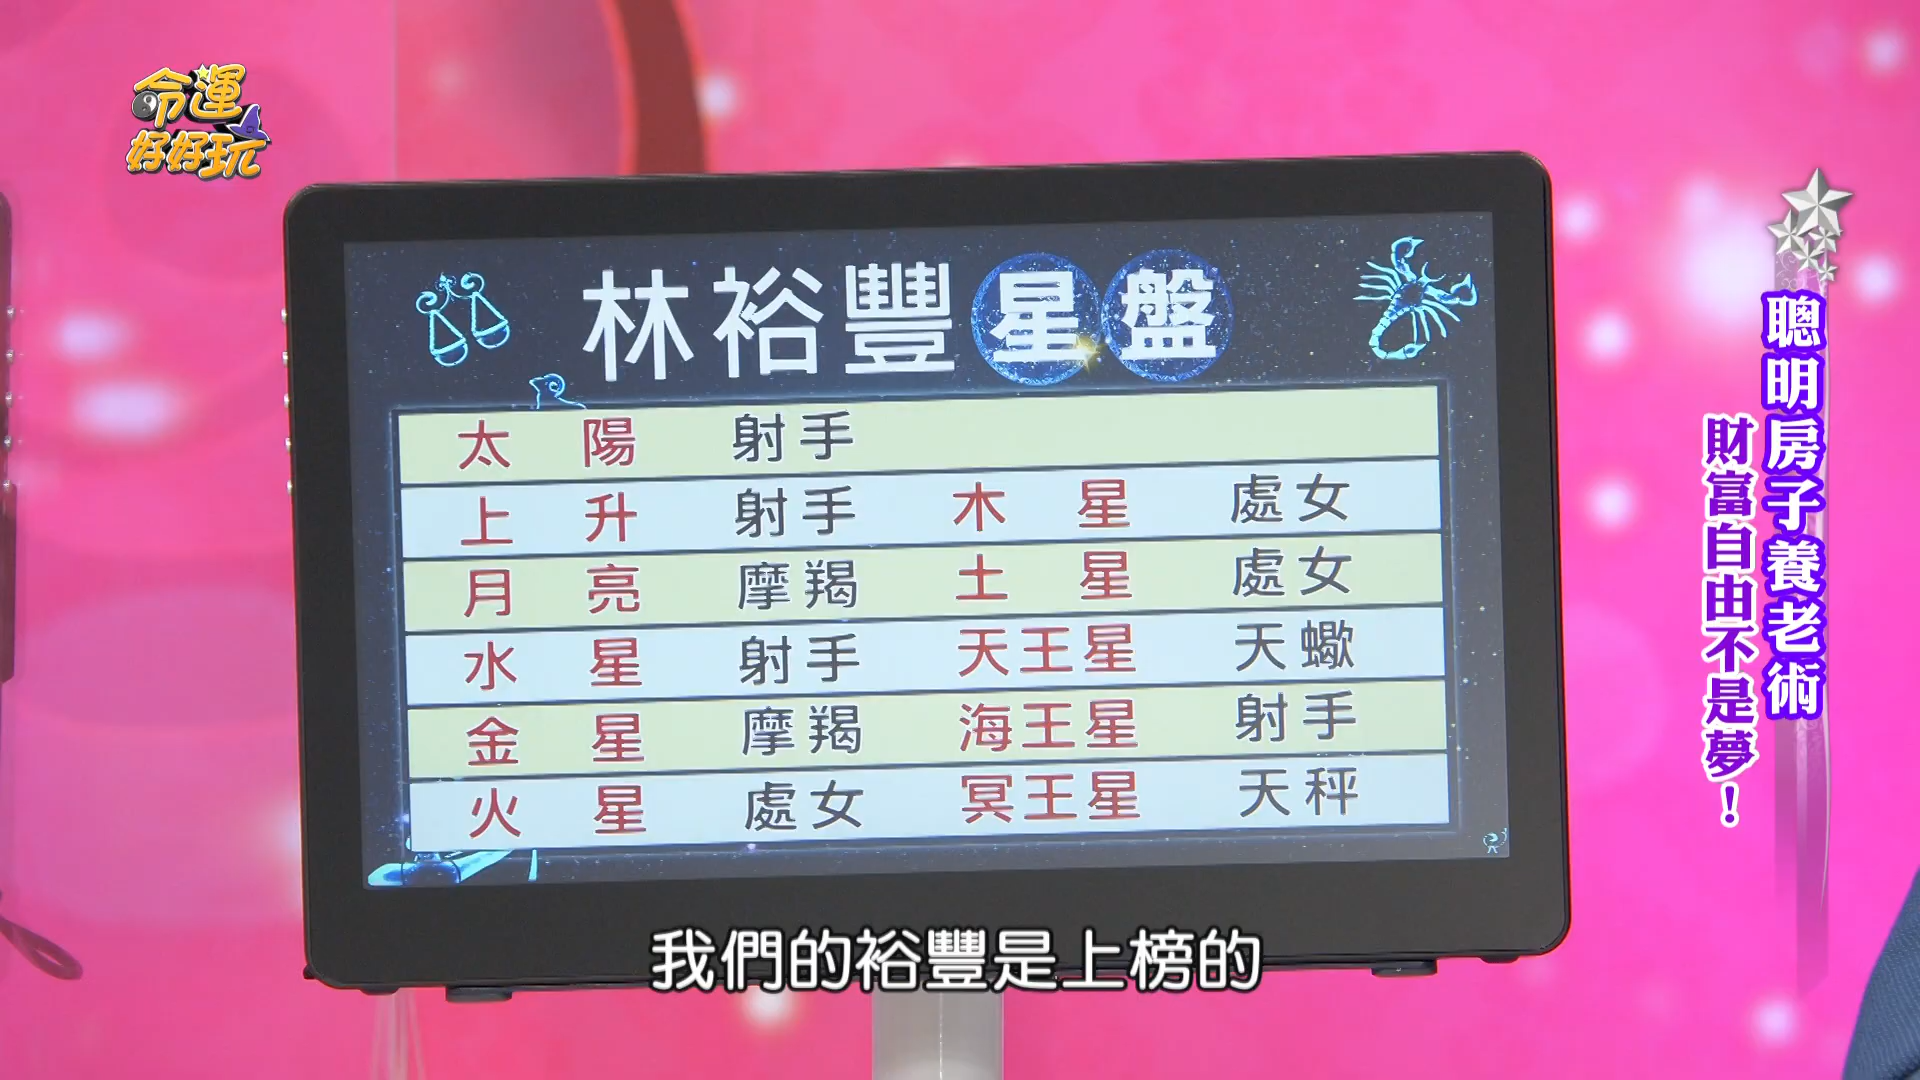 命運
好好玩
林裕豐星盤
太陽 射手
上升 射手 木星 處女
月亮 摩羯 土星 處女
水星 射手 天王星 天蠍
金星 摩羯 海王星 射手
火星 處女 冥王星 天秤
聰明房子養老術
財富自由不是夢！
我們的裕豐是上榜的